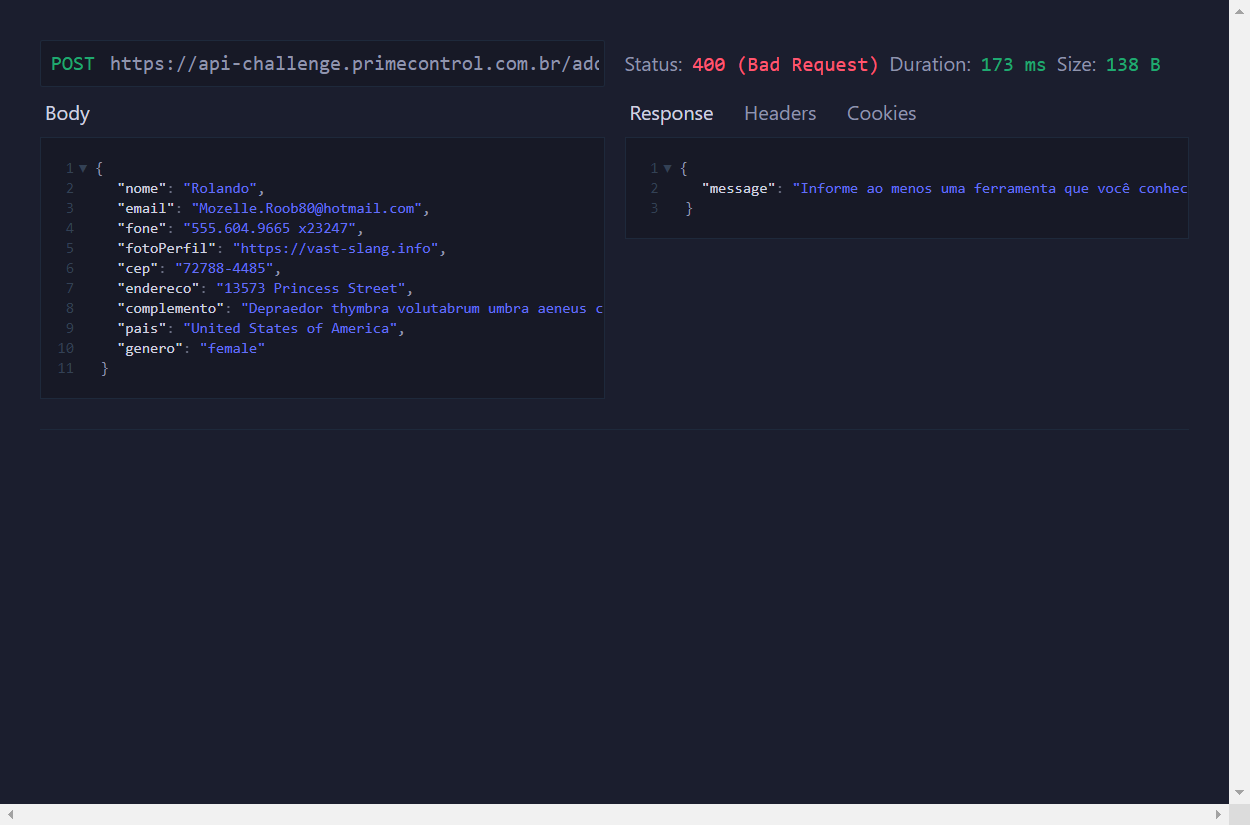 POST https://api-challenge.primecontrol.com.br/add
Status: 400 (Bad Request) Duration: 173 ms Size: 138 B
Body
Response Headers Cookies
1 {
2 "nome": "Rolando",
3 "email": "Mozelle.Roob80@hotmail.com",
4 "fone": "555.604.9665 x23247",
5 "fotoPerfil": "https://vast-slang.info",
6 "cep": "72788-4485",
7 "endereco": "13573 Princess Street",
8 "complemento": "Depraedor thymbra volutabrum umbra aeneus c
9 "pais": "United States of America",
10 "genero": "female"
11 }
1 {
2 "message": "Informe ao menos uma ferramenta que você conhec
3 }